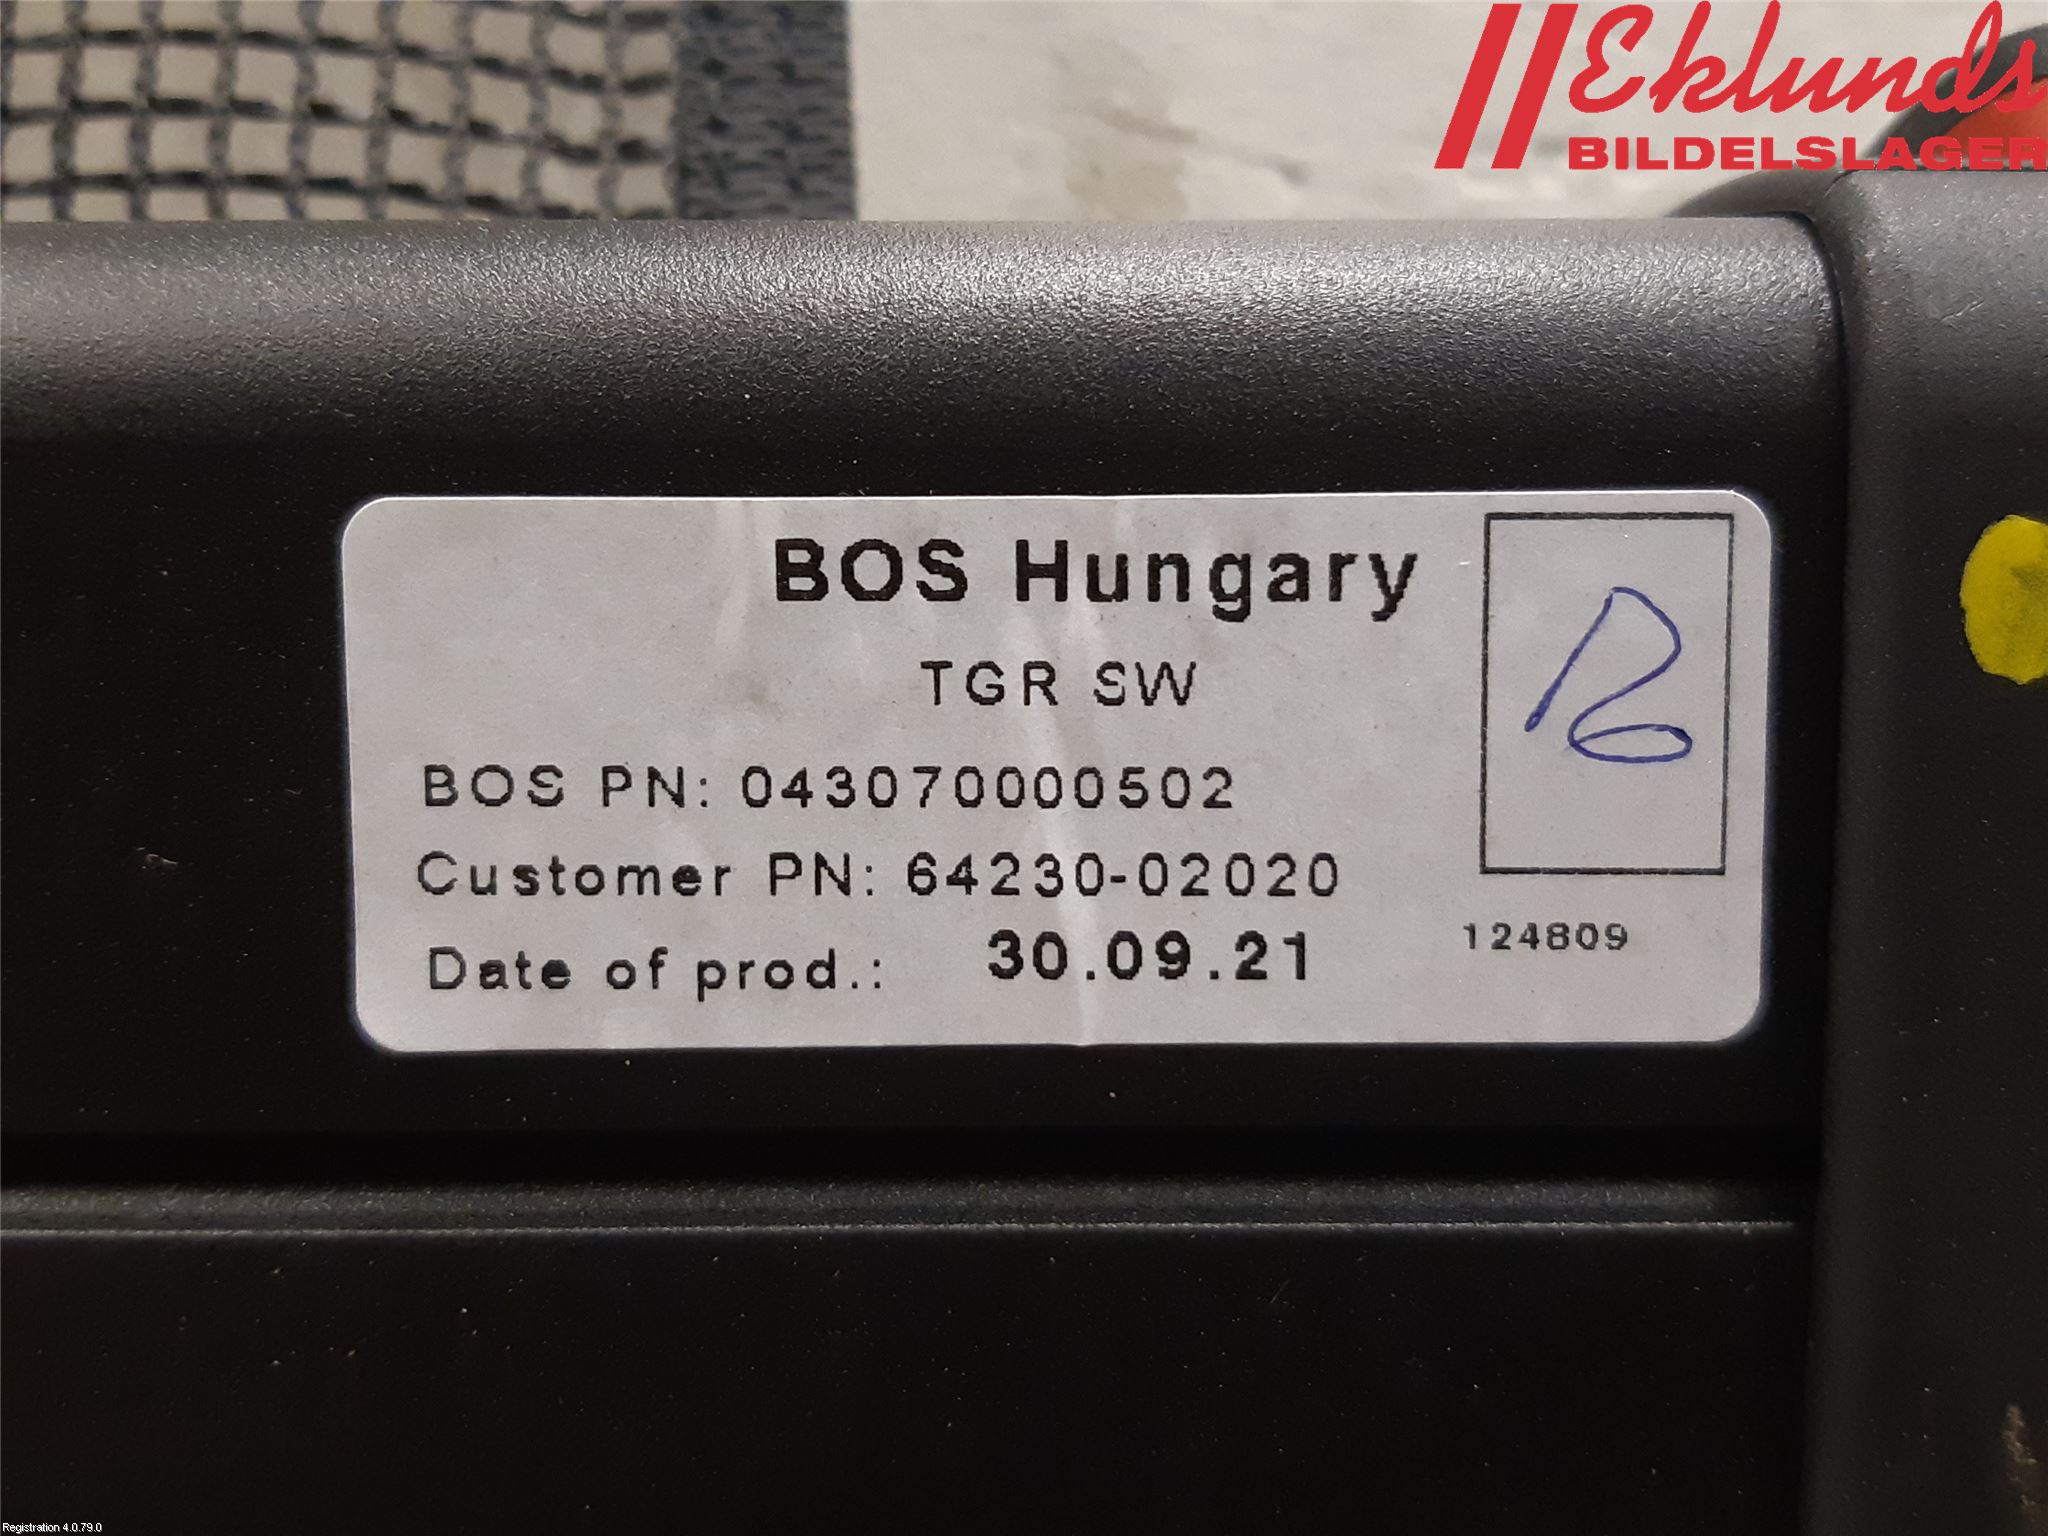 Eklunds
BILDELSLAGER
BOS Hungary
TGR SW
BOS PN: 043070000502
Customer PN: 64230-02020
Date of prod.: 30.09.21
124809
Registration 4.0.79.0